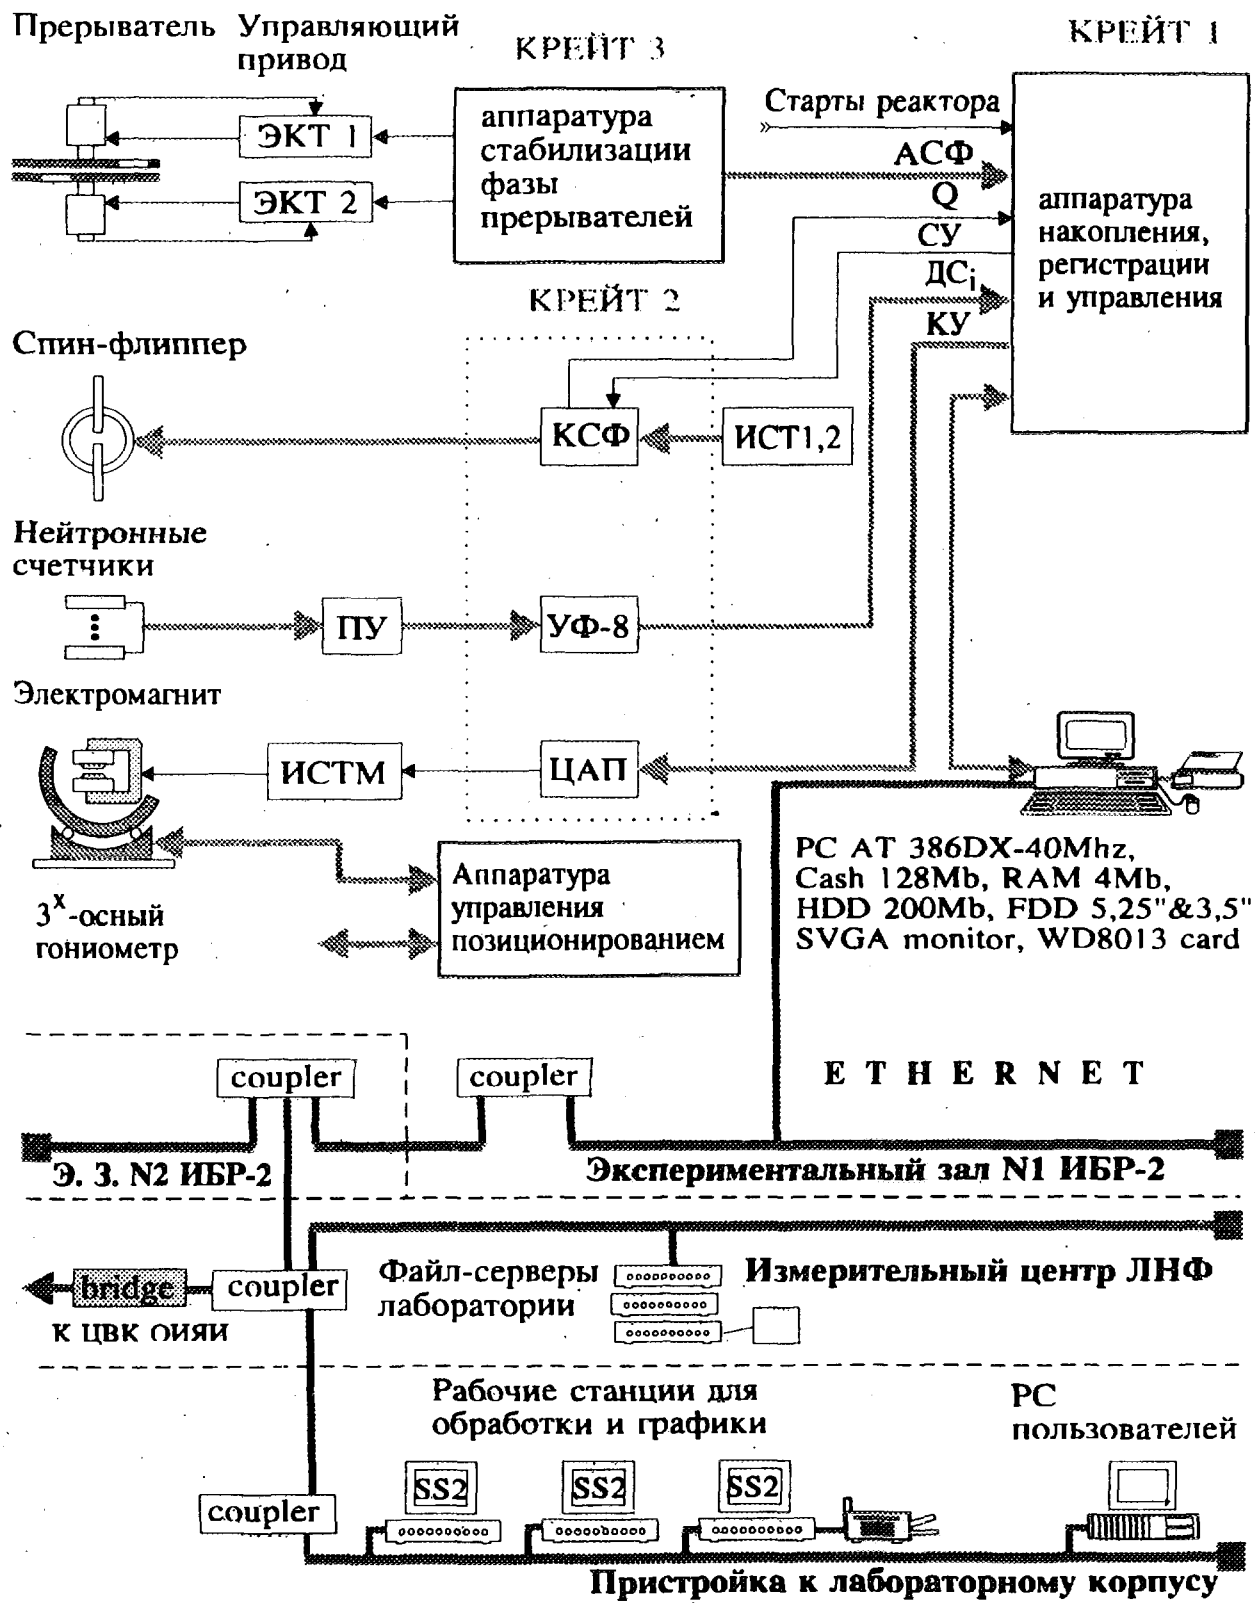 Прерыватель
Управляющий
привод
КРЕЙТ 3
КРЕЙТ 1
ЭКТ 1
ЭКТ 2
аппаратура
стабилизации
фазы
прерывателей
Старты реактора
АСФ
Q
СУ
ДСi
КУ
аппаратура
накопления,
регистрации
и управления
КРЕЙТ 2
Спин-флиппер
КСФ
ИСТ1,2
Нейтронные
счетчики
ПУ
УФ-8
Электромагнит
ИСТМ
ЦАП
3х-осный
гониометр
Аппаратура
управления
позиционированием
PC AT 386DX-40Mhz,
Cash 128Mb, RAM 4Mb,
HDD 200Mb, FDD 5,25"&3,5"
SVGA monitor, WD8013 card
coupler
coupler
E T H E R N E T
Э. З. N2 ИБР-2
Экспериментальный зал N1 ИБР-2
bridge
coupler
К ЦВК ОИЯИ
Файл-серверы
лаборатории
Измерительный центр ЛНФ
Рабочие станции для
обработки и графики
PC
пользователей
coupler
SS2
SS2
SS2
Пристройка к лабораторному корпусу